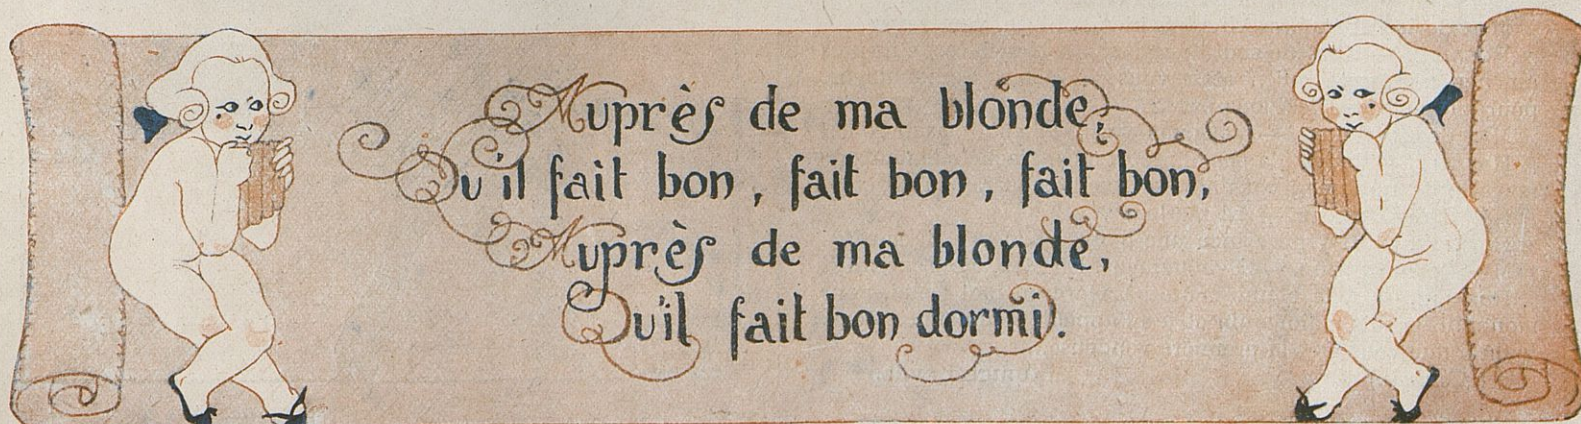 Auprès de ma blonde,
Qu'il fait bon, fait bon, fait bon,
Auprès de ma blonde,
Qu'il fait bon dormir.